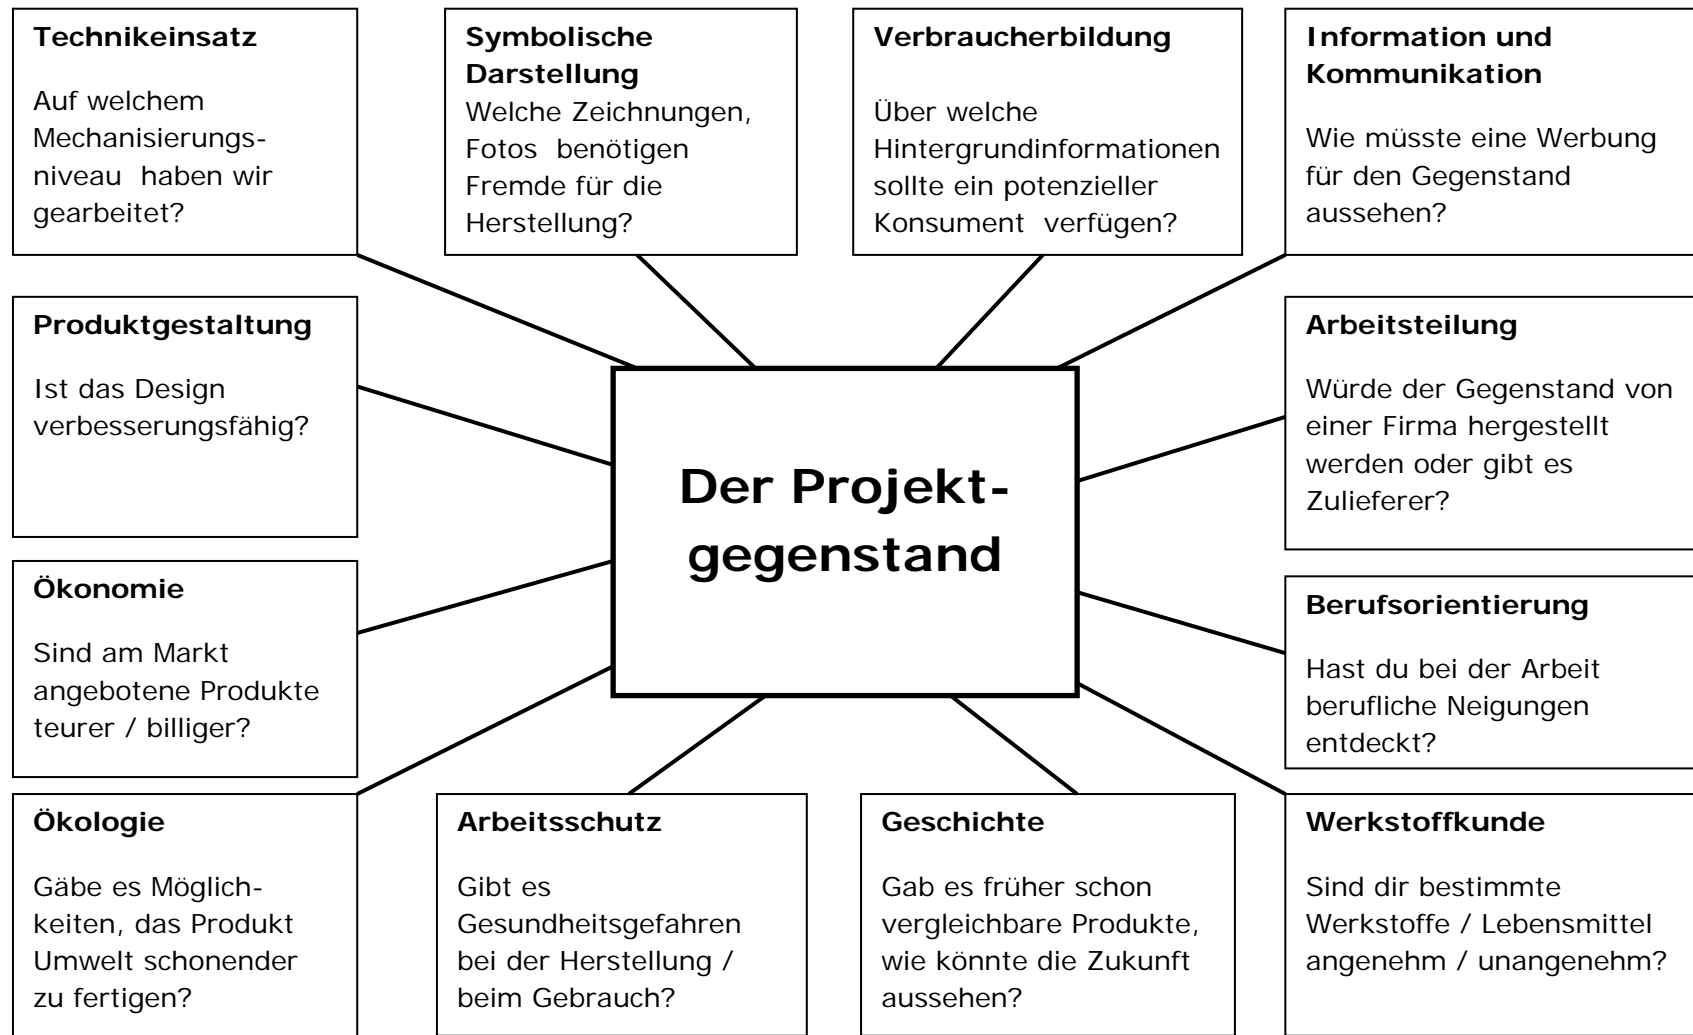 Technikeinsatz
Auf welchem
Mechanisierungs-
niveau  haben wir
gearbeitet?
Symbolische
Darstellung
Welche Zeichnungen,
Fotos  benötigen
Fremde für die
Herstellung?
Verbraucherbildung
Über welche
Hintergrundinformationen
sollte ein potenzieller
Konsument  verfügen?
Information und
Kommunikation
Wie müsste eine Werbung
für den Gegenstand
aussehen?
Produktgestaltung
Ist das Design
verbesserungsfähig?
Der Projekt-
gegenstand
Arbeitsteilung
Würde der Gegenstand von
einer Firma hergestellt
werden oder gibt es
Zulieferer?
Ökonomie
Sind am Markt
angebotene Produkte
teurer / billiger?
Berufsorientierung
Hast du bei der Arbeit
berufliche Neigungen
entdeckt?
Ökologie
Gäbe es Möglich-
keiten, das Produkt
Umwelt schonender
zu fertigen?
Arbeitsschutz
Gibt es
Gesundheitsgefahren
bei der Herstellung /
beim Gebrauch?
Geschichte
Gab es früher schon
vergleichbare Produkte,
wie könnte die Zukunft
aussehen?
Werkstoffkunde
Sind dir bestimmte
Werkstoffe / Lebensmittel
angenehm / unangenehm?